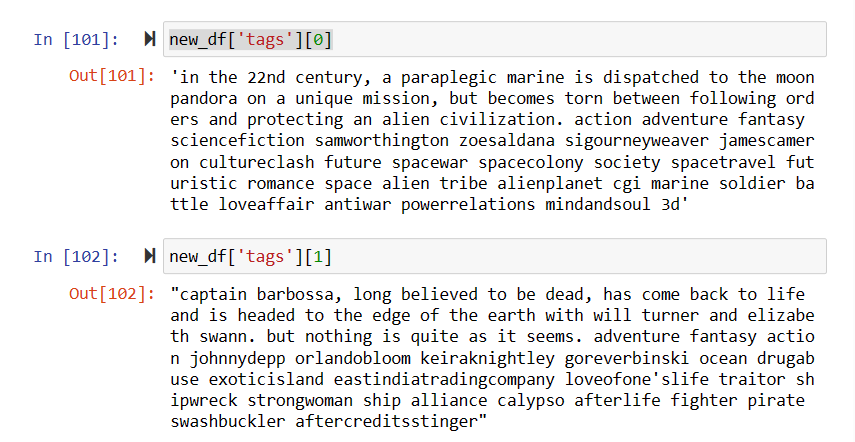 In [101]: new_df['tags'][0]
Out[101]: 'in the 22nd century, a paraplegic marine is dispatched to the moon
pandora on a unique mission, but becomes torn between following ord
ers and protecting an alien civilization. action adventure fantasy
sciencefiction samworthington zoesaldana sigourneyweaver jamescamer
on cultureclash future spacewar spacecolony society spacetravel fut
uristic romance space alien tribe alienplanet cgi marine soldier ba
ttle loveaffair antiwar powerrelations mindandsoul 3d'
In [102]: new_df['tags'][1]
Out[102]: "captain barbossa, long believed to be dead, has come back to life
and is headed to the edge of the earth with will turner and elizabe
th swann. but nothing is quite as it seems. adventure fantasy actio
n johnnydepp orlandobloom keiraknightley goreverbinski ocean drugab
use exoticisland eastindiatradingcompany loveofone'slife traitor sh
ipwreck strongwoman ship alliance calypso afterlife fighter pirate
swashbuckler aftercreditsstinger"